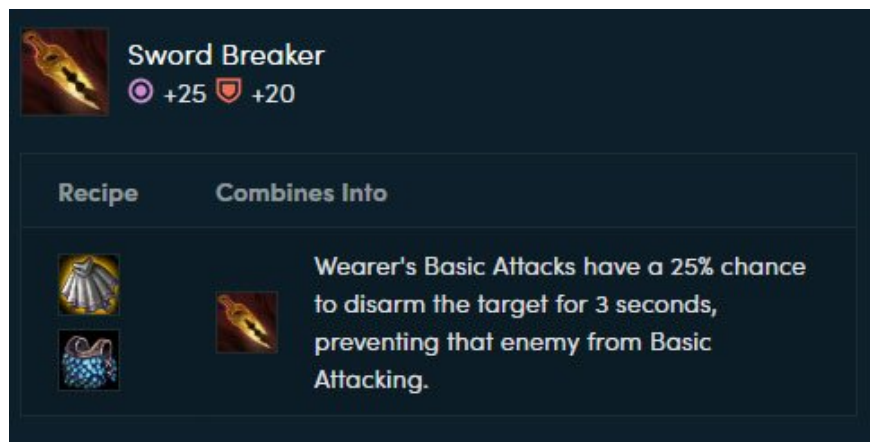 Sword Breaker
+25 +20
Recipe Combines Into
Wearer's Basic Attacks have a 25% chance
to disarm the target for 3 seconds,
preventing that enemy from Basic
Attacking.